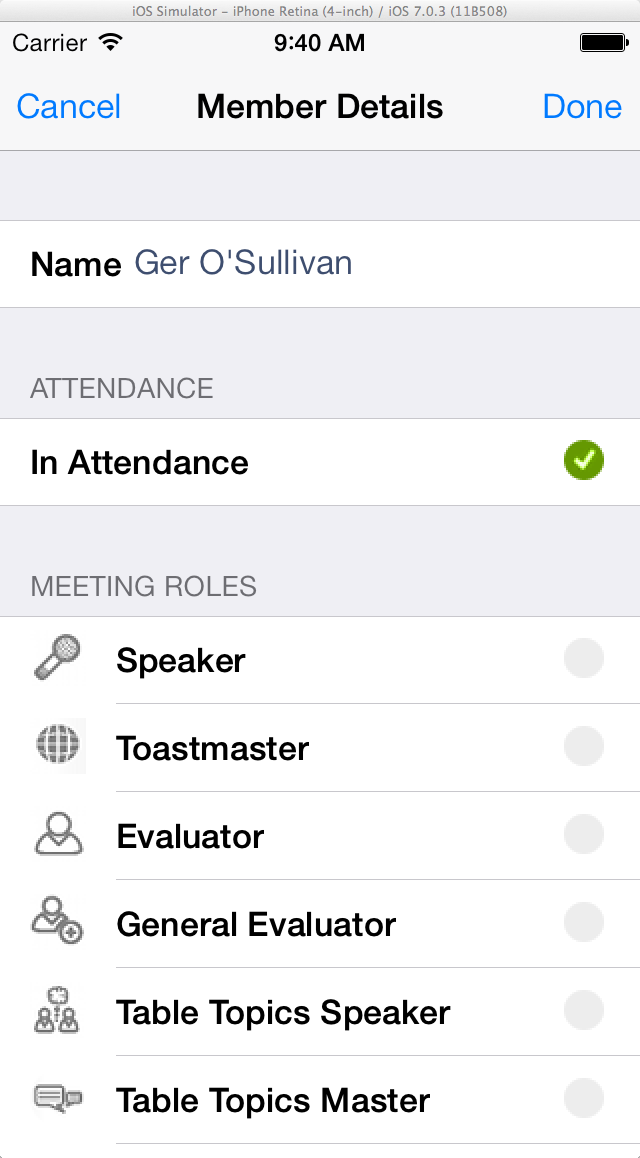 iOS Simulator – iPhone Retina (4-inch) / iOS 7.0.3 (11B508)
Carrier 9:40 AM
Cancel Member Details Done
Name Ger O'Sullivan
ATTENDANCE
In Attendance
MEETING ROLES
Speaker
Toastmaster
Evaluator
General Evaluator
Table Topics Speaker
Table Topics Master